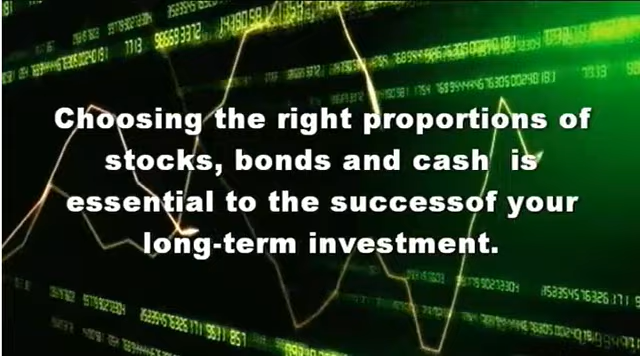 Choosing the right proportions of
stocks, bonds and cash  is
essential to the successof your
long-term investment.